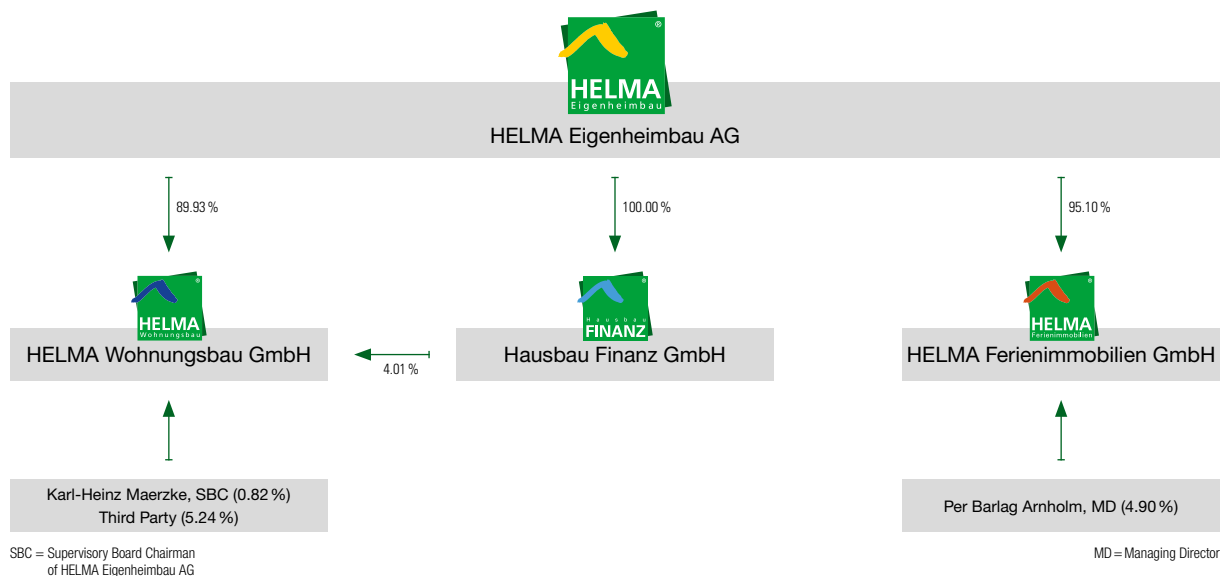 ®
HELMA
Eigenheimbau
HELMA Eigenheimbau AG
89.93 %
100.00 %
95.10 %
®
HELMA
Wohnungsbau
HELMA Wohnungsbau GmbH
4.01 %
®
Hausbau
FINANZ
Hausbau Finanz GmbH
®
HELMA
Ferienimmobilien
HELMA Ferienimmobilien GmbH
Karl-Heinz Maerzke, SBC (0.82 %)
Third Party (5.24 %)
Per Barlag Arnholm, MD (4.90 %)
SBC = Supervisory Board Chairman
of HELMA Eigenheimbau AG
MD = Managing Director